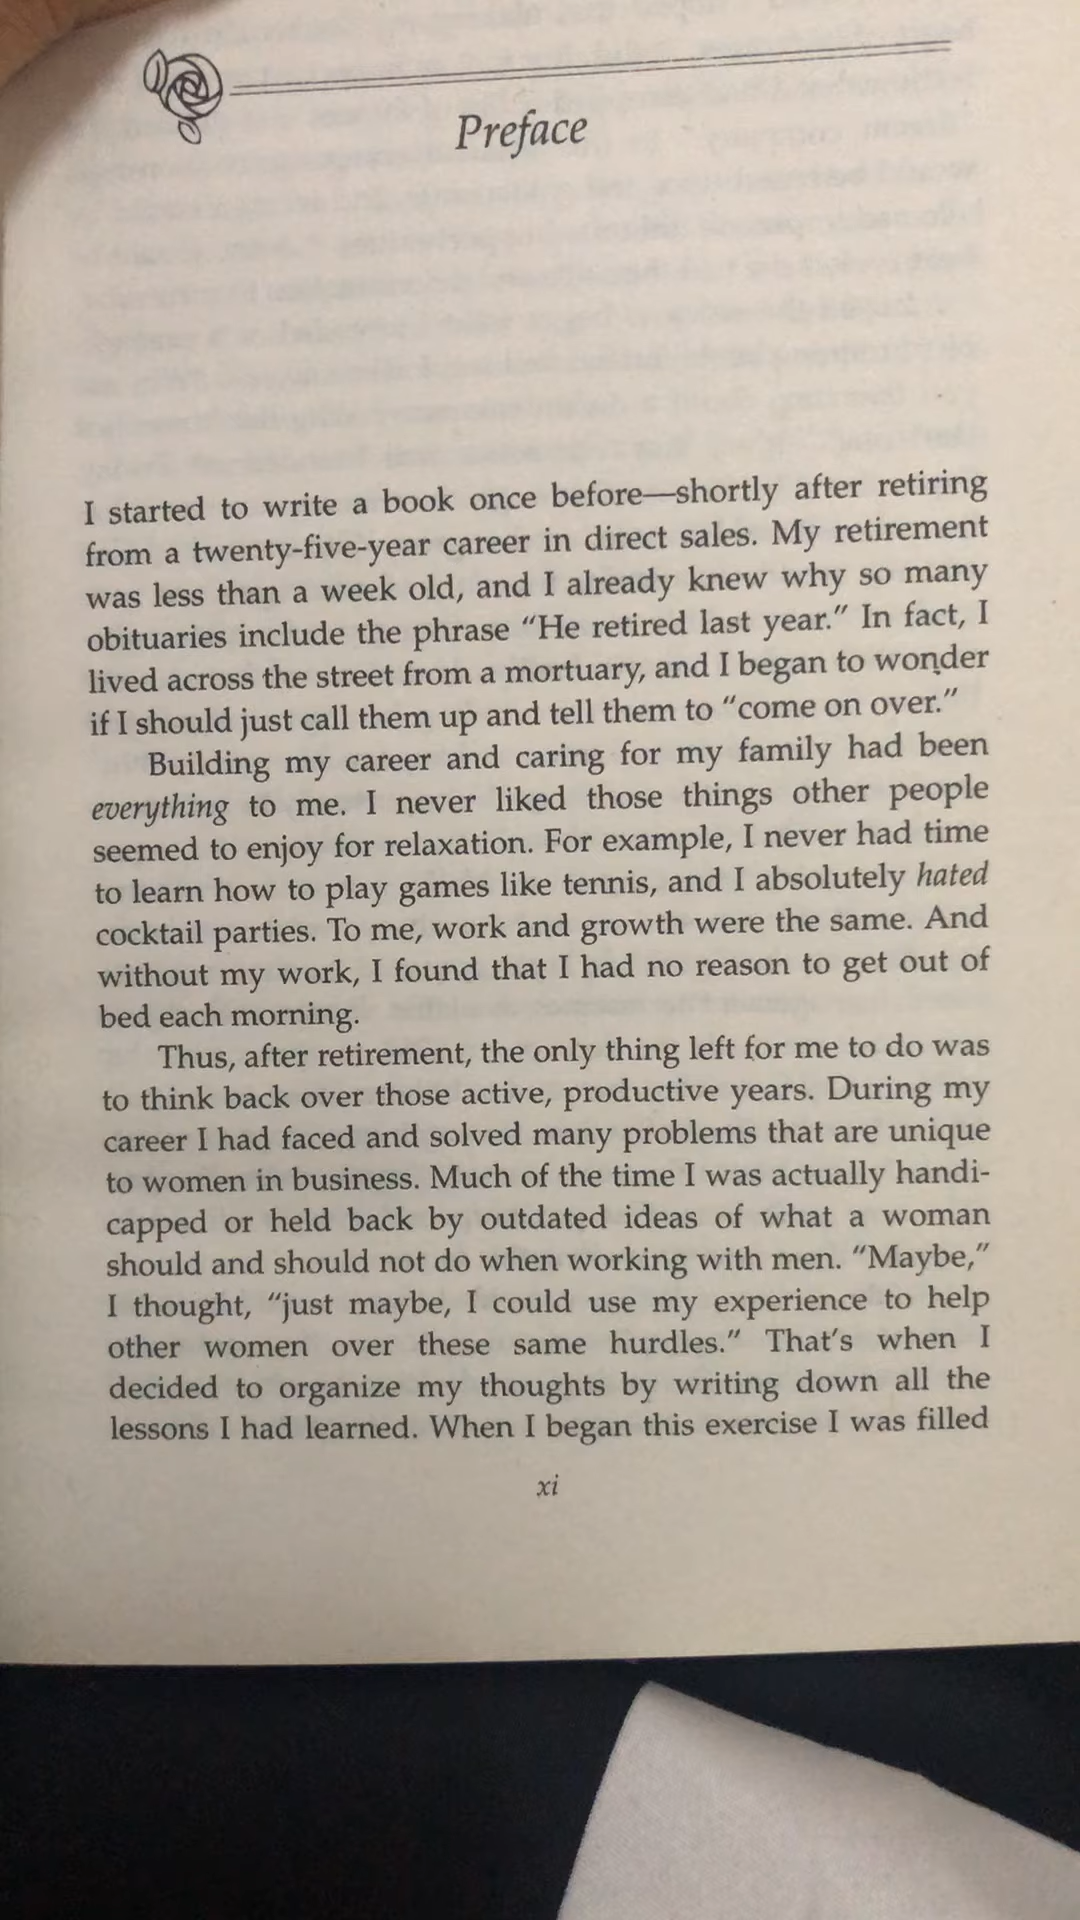 Preface
I started to write a book once before—shortly after retiring
from a twenty-five-year career in direct sales. My retirement
was less than a week old, and I already knew why so many
obituaries include the phrase “He retired last year.” In fact, I
lived across the street from a mortuary, and I began to wonder
if I should just call them up and tell them to “come on over.”
Building my career and caring for my family had been
everything to me. I never liked those things other people
seemed to enjoy for relaxation. For example, I never had time
to learn how to play games like tennis, and I absolutely hated
cocktail parties. To me, work and growth were the same. And
without my work, I found that I had no reason to get out of
bed each morning.
Thus, after retirement, the only thing left for me to do was
to think back over those active, productive years. During my
career I had faced and solved many problems that are unique
to women in business. Much of the time I was actually handi-
capped or held back by outdated ideas of what a woman
should and should not do when working with men. “Maybe,”
I thought, “just maybe, I could use my experience to help
other women over these same hurdles.” That’s when I
decided to organize my thoughts by writing down all the
lessons I had learned. When I began this exercise I was filled
xi